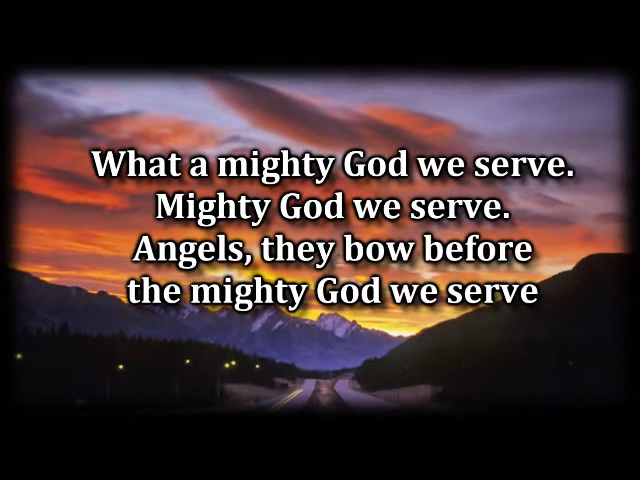 What a mighty God we serve.
Mighty God we serve.
Angels, they bow before
the mighty God we serve